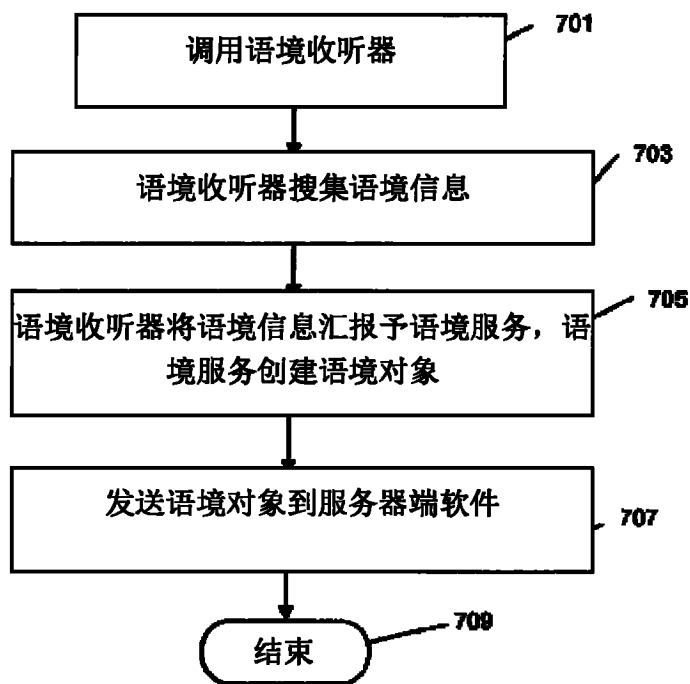 调用语境收听器
701
语境收听器搜集语境信息
703
语境收听器将语境信息汇报予语境服务，语
境服务创建语境对象
705
发送语境对象到服务器端软件
707
结束
709